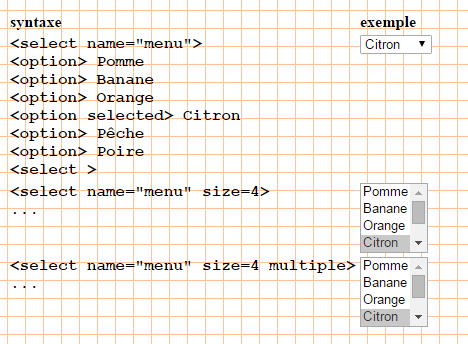 syntaxe exemple
<select name="menu"> Citron
<option> Pomme
<option> Banane
<option> Orange
<option selected> Citron
<option> Pêche
<option> Poire
<select >
<select name="menu" size=4> Pomme
... Banane
Orange
Citron
<select name="menu" size=4 multiple> Pomme
... Banane
Orange
Citron